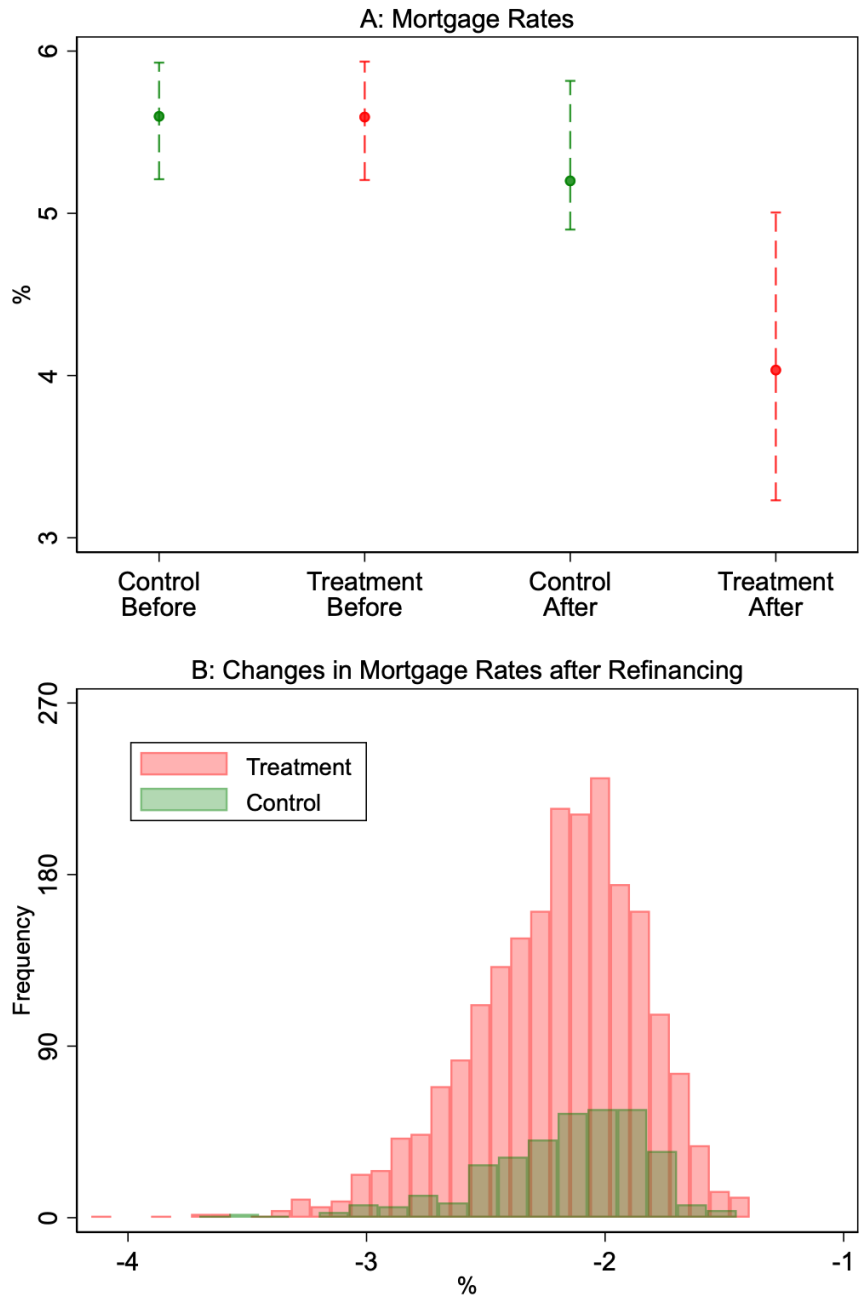 A: Mortgage Rates
6
5
4
3
%
Control
Before
Treatment
Before
Control
After
Treatment
After
B: Changes in Mortgage Rates after Refinancing
270
180
90
0
Frequency
Treatment
Control
-4
-3
-2
-1
%